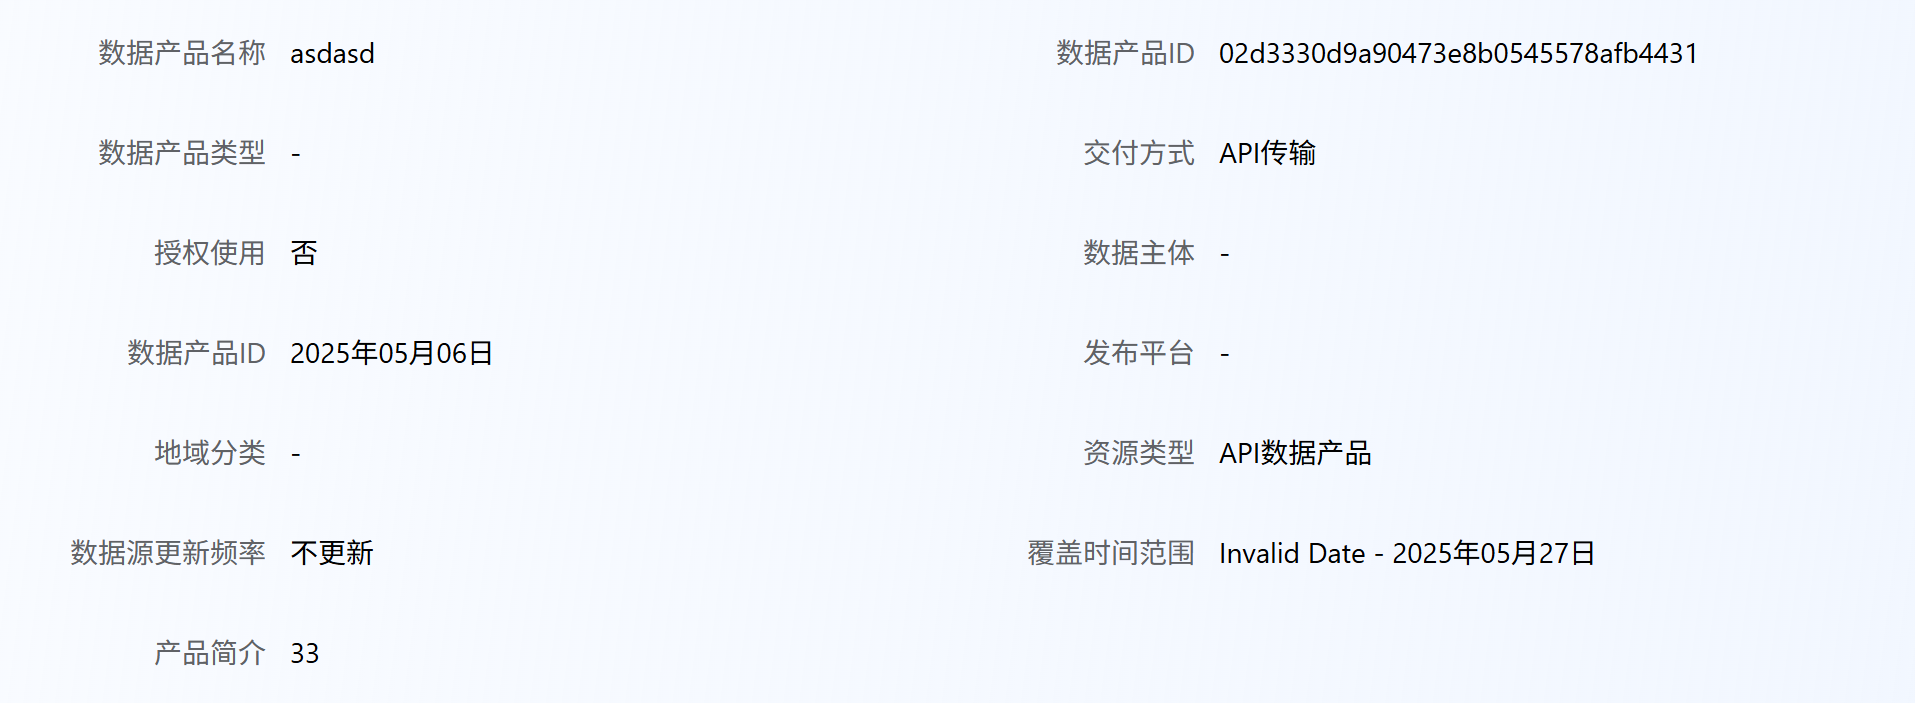 数据产品名称 asdasd 数据产品ID 02d3330d9a90473e8b0545578afb4431
数据产品类型 - 交付方式 API传输
授权使用 否 数据主体 -
数据产品ID 2025年05月06日 发布平台 -
地域分类 - 资源类型 API数据产品
数据源更新频率 不更新 覆盖时间范围 Invalid Date - 2025年05月27日
产品简介 33